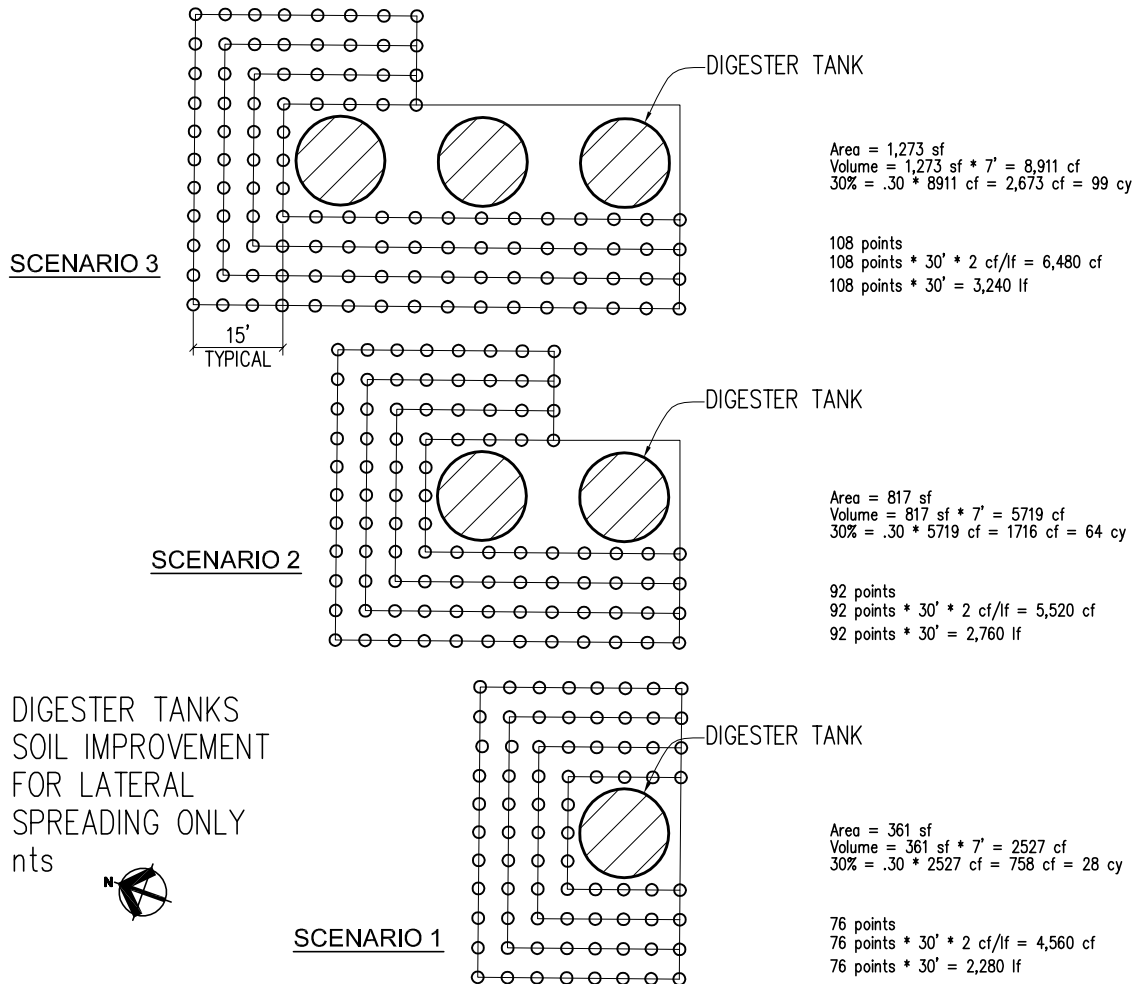 DIGESTER TANK
Area = 1,273 sf
Volume = 1,273 sf * 7' = 8,911 cf
30% = .30 * 8911 cf = 2,673 cf = 99 cy
108 points
108 points * 30' * 2 cf/lf = 6,480 cf
108 points * 30' = 3,240 lf
SCENARIO 3
15'
TYPICAL
DIGESTER TANK
Area = 817 sf
Volume = 817 sf * 7' = 5719 cf
30% = .30 * 5719 cf = 1716 cf = 64 cy
92 points
92 points * 30' * 2 cf/lf = 5,520 cf
92 points * 30' = 2,760 lf
SCENARIO 2
DIGESTER TANKS
SOIL IMPROVEMENT
FOR LATERAL
SPREADING ONLY
nts
N
DIGESTER TANK
Area = 361 sf
Volume = 361 sf * 7' = 2527 cf
30% = .30 * 2527 cf = 758 cf = 28 cy
76 points
76 points * 30' * 2 cf/lf = 4,560 cf
76 points * 30' = 2,280 lf
SCENARIO 1